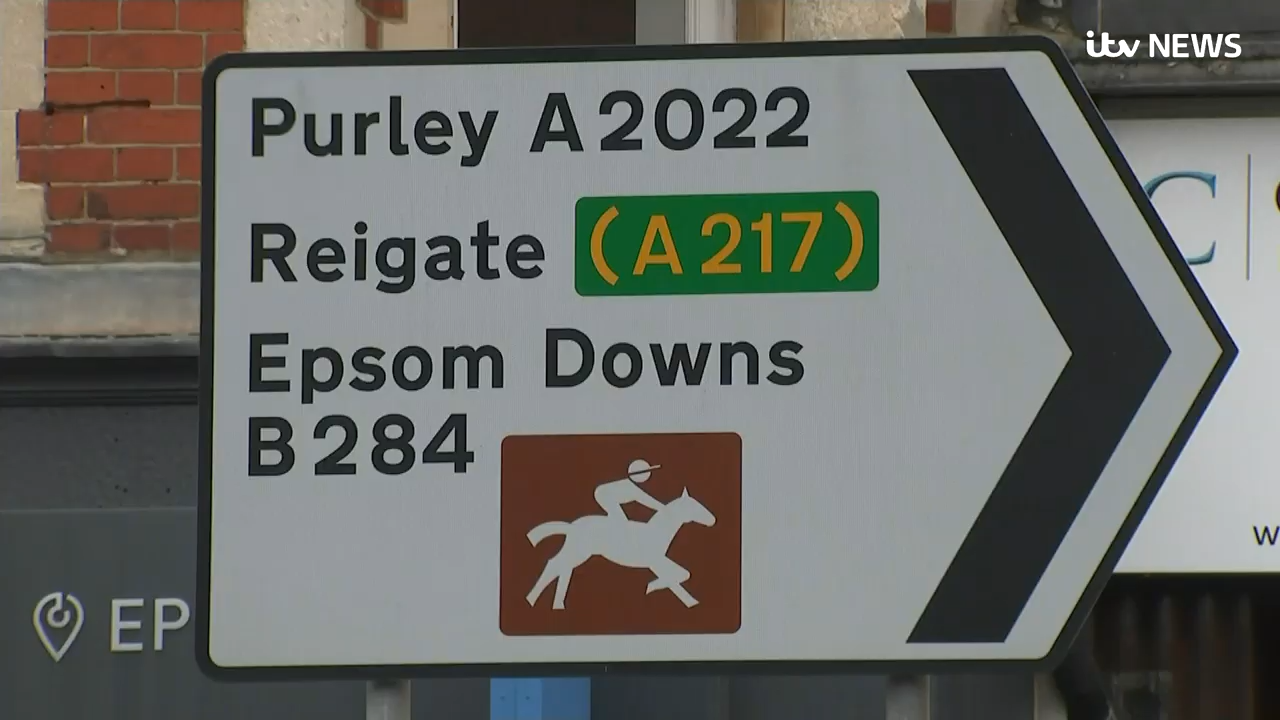 itv NEWS
Purley A2022
Reigate (A217)
Epsom Downs
B284
C
W
EP